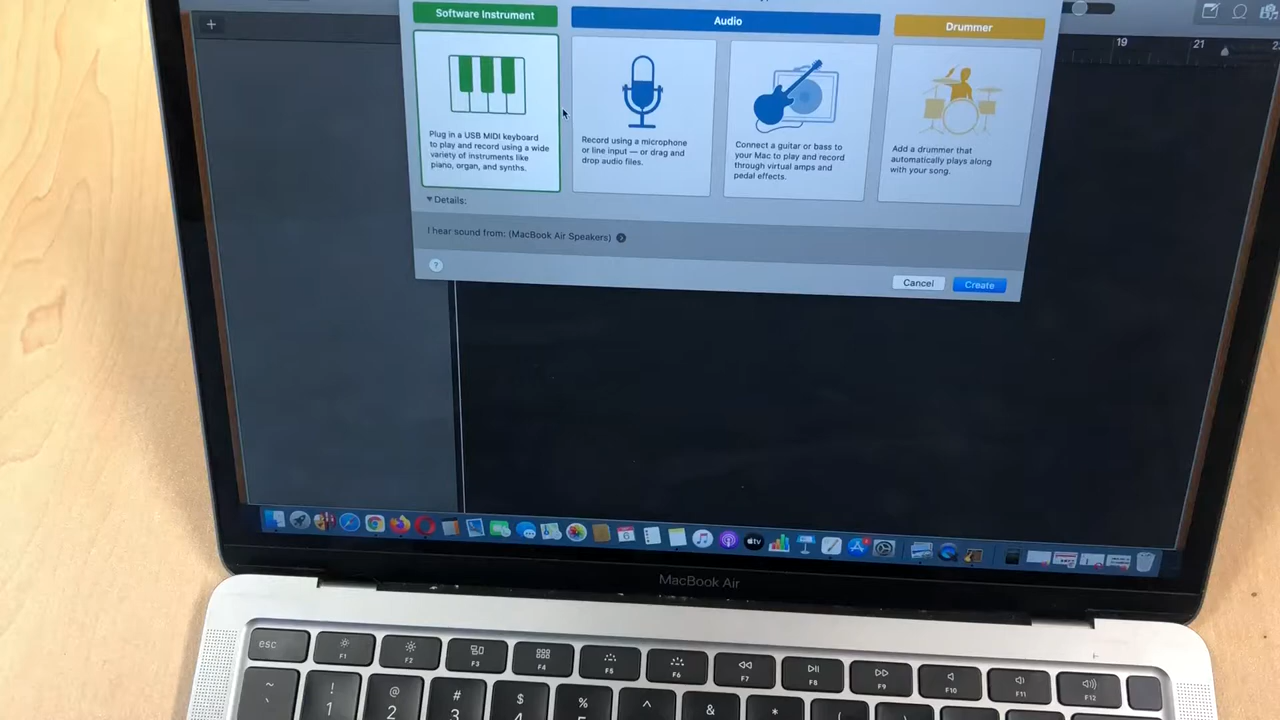 Software Instrument
Audio
Drummer
19
21
Plug in a USB MIDI keyboard
to play and record using a wide
variety of instruments like
piano, organ, and synths.
Record using a microphone
or line input — or drag and
drop audio files.
Connect a guitar or bass to
your Mac to play and record
through virtual amps and
pedal effects.
Add a drummer that
automatically plays along
with your song.
Details:
I hear sound from: (MacBook Air Speakers)
?
Cancel
Create
6
tv
MacBook Air
esc
F1
F2
F3
F4
F5
F6
F7
F8
F9
F10
F11
F12
~
`
!
1
@
2
#
3
$
4
%
^
&
*